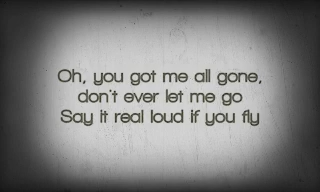 Oh, you got me all gone,
don't ever let me go
Say it real loud if you fly